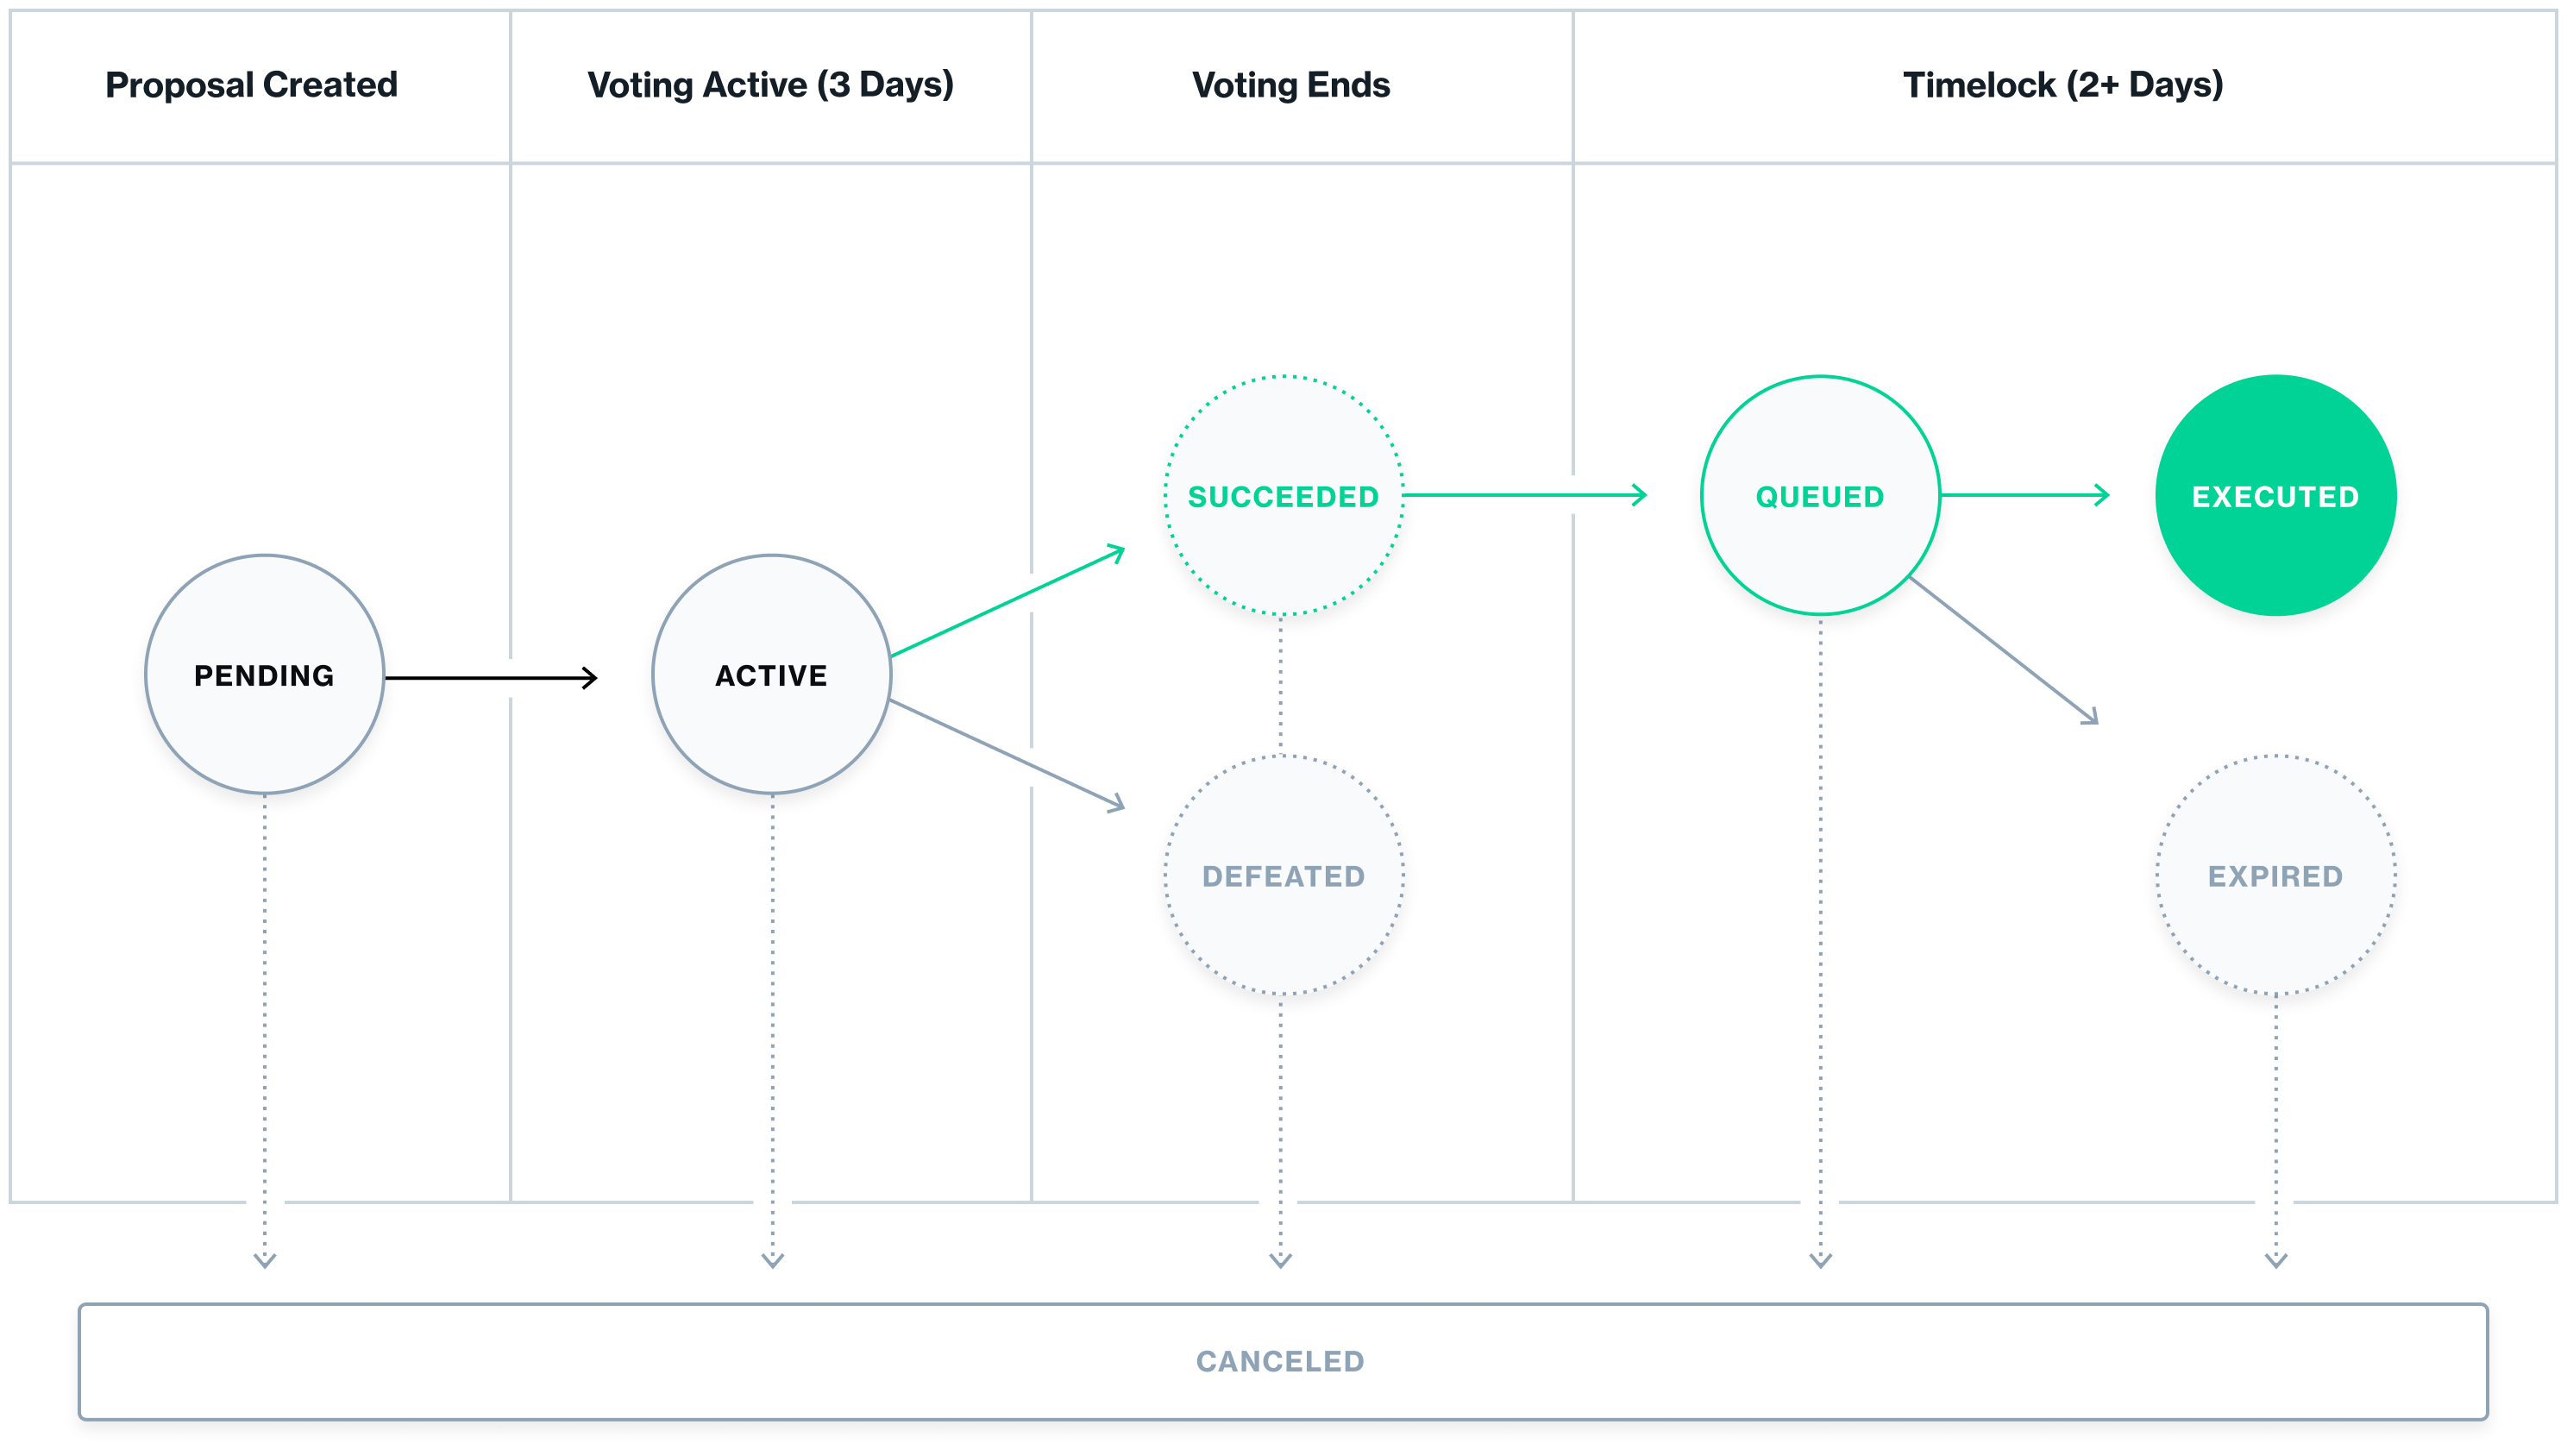 Proposal Created
Voting Active (3 Days)
Voting Ends
Timelock (2+ Days)
SUCCEEDED
QUEUED
EXECUTED
PENDING
ACTIVE
DEFEATED
EXPIRED
CANCELED